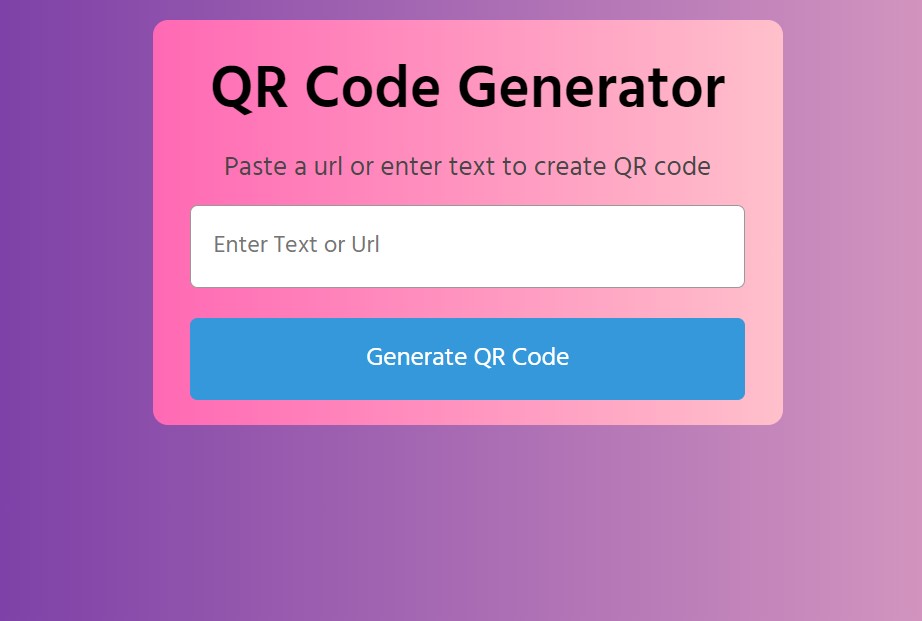 QR Code Generator
Paste a url or enter text to create QR code
Enter Text or Url
Generate QR Code